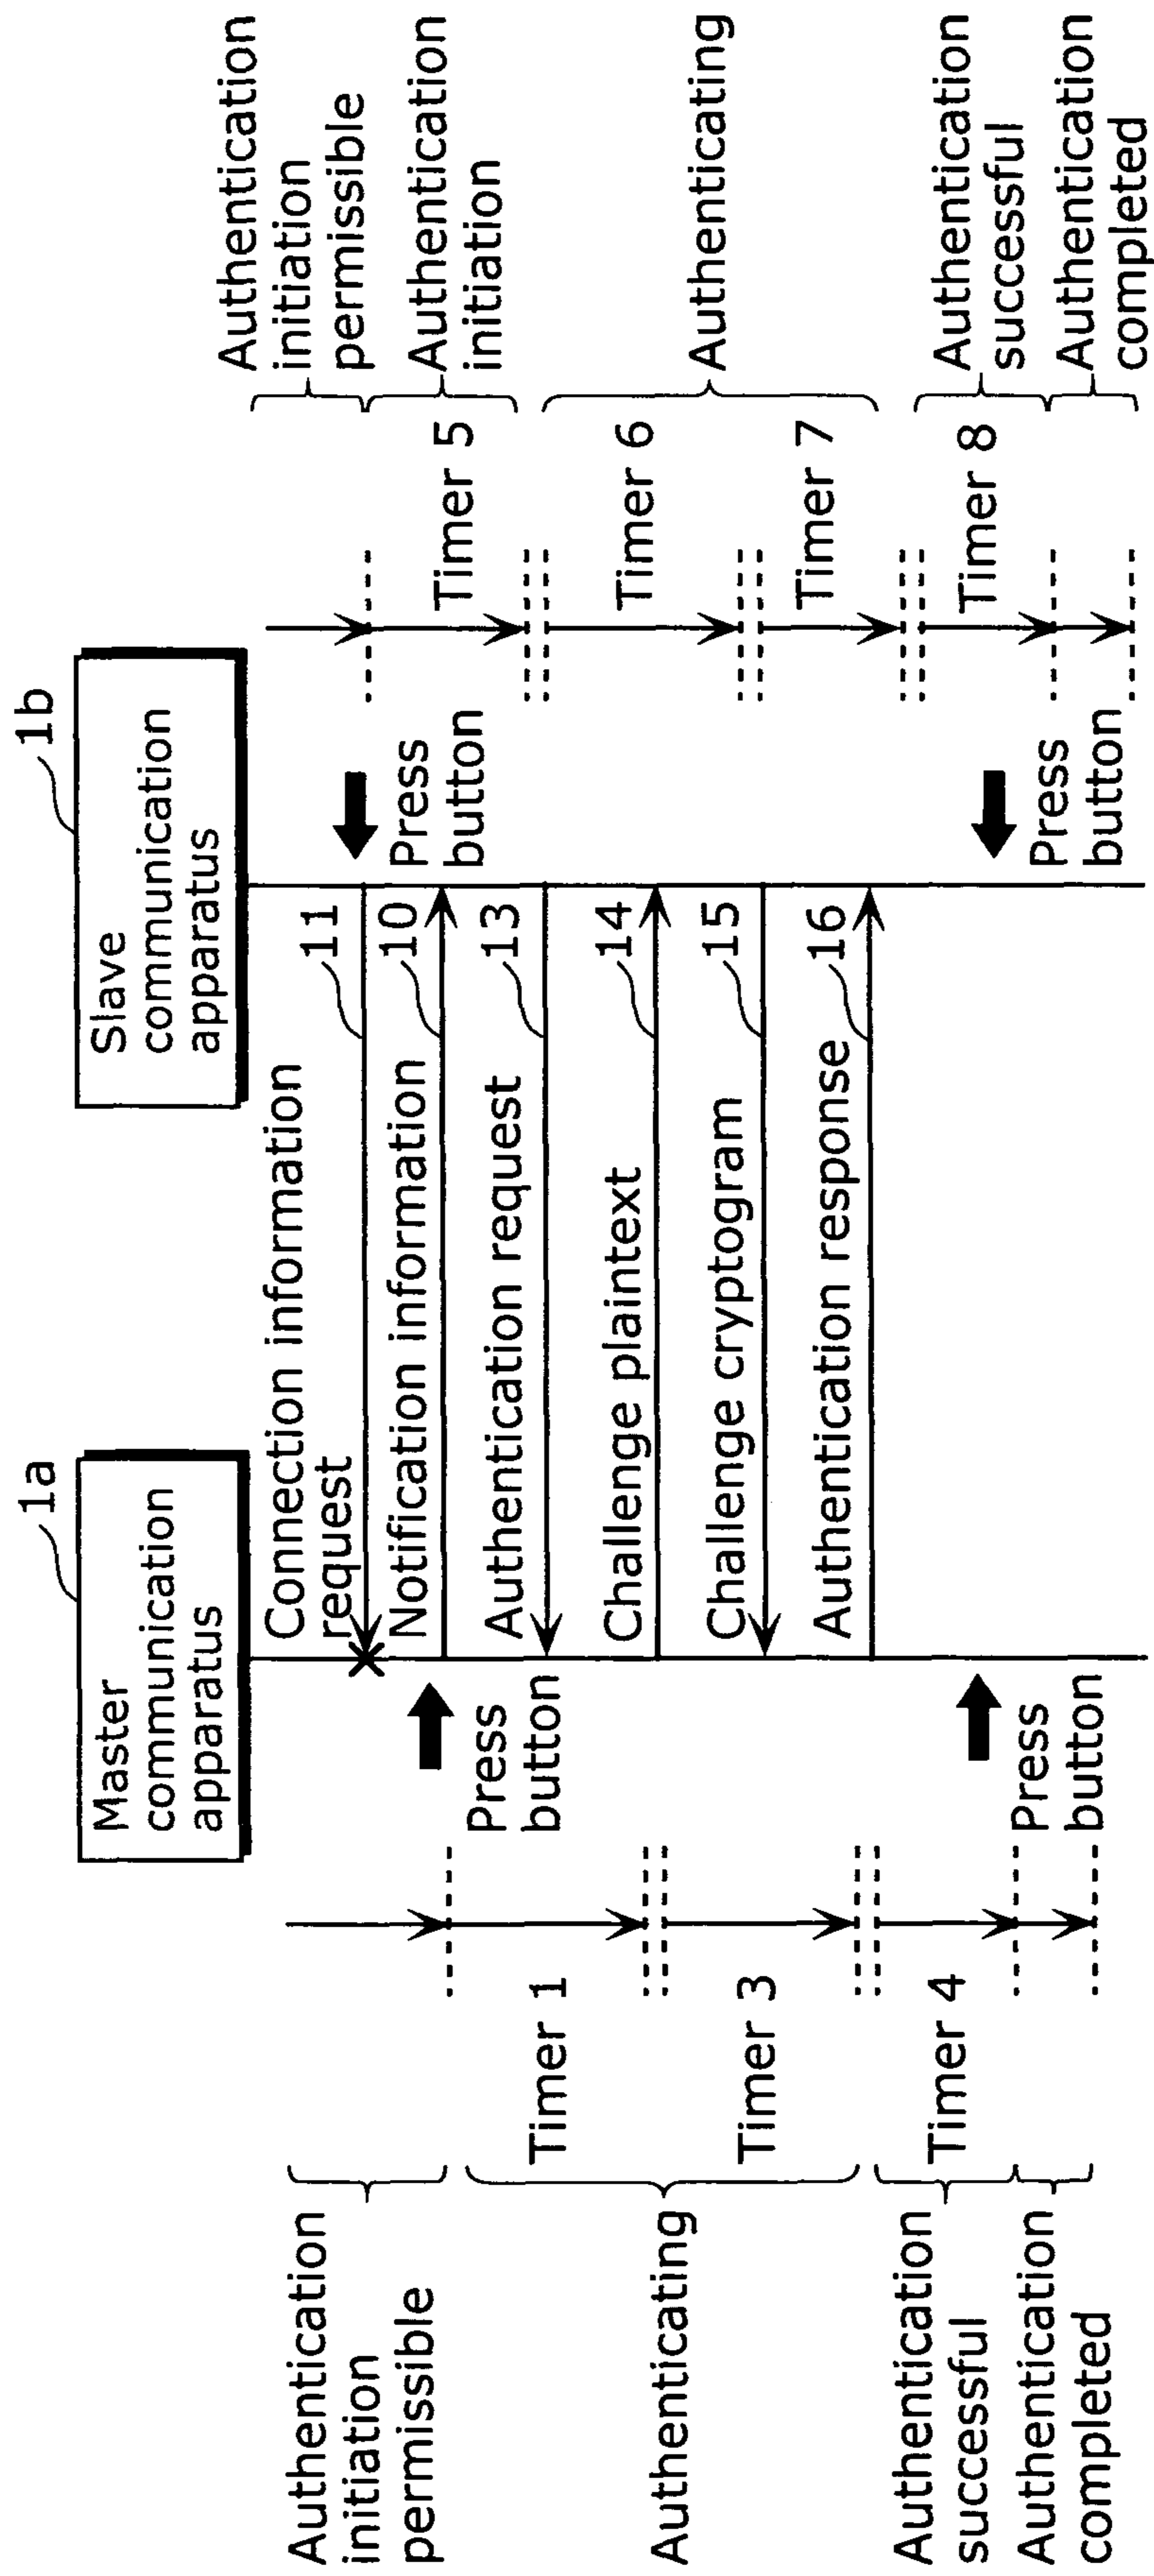 1a
Master
communication
apparatus
1b
Slave
communication
apparatus
Authentication
initiation
permissible
Authenticating
Authentication
successful
Authentication
completed
Timer 1
Timer 3
Timer 4
Press
button
Press
button
Connection information
request
11
Notification information
10
Authentication request
13
Challenge plaintext
14
Challenge cryptogram
15
Authentication response
16
Press
button
Press
button
Timer 5
Timer 6
Timer 7
Timer 8
Authentication
initiation
permissible
Authentication
initiation
Authenticating
Authentication
successful
Authentication
completed